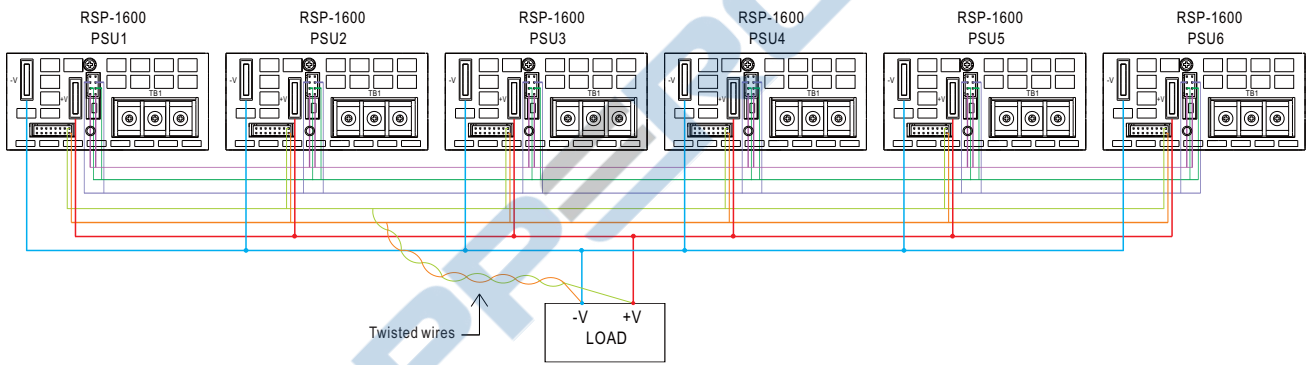 RSP-1600 RSP-1600 RSP-1600 RSP-1600 RSP-1600 RSP-1600
PSU1 PSU2 PSU3 PSU4 PSU5 PSU6
-V -V -V -V -V -V
+V TB1 +V TB1 +V TB1 +V TB1 +V TB1 +V TB1
Twisted wires
-V +V
LOAD